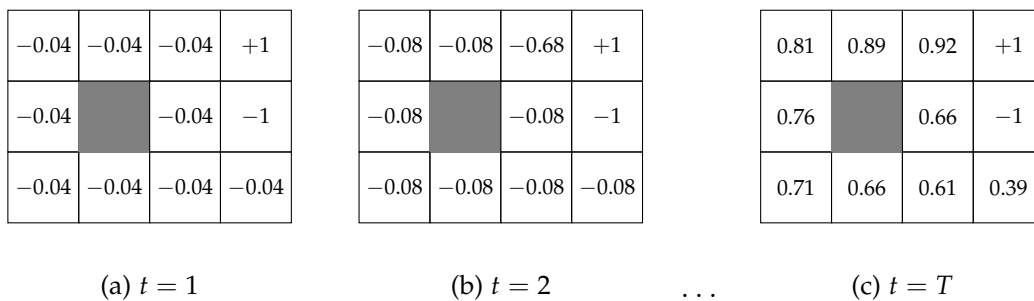 −0.04 −0.04 −0.04 +1
−0.04 −0.04 −1
−0.04 −0.04 −0.04 −0.04
(a) t = 1
−0.08 −0.08 −0.68 +1
−0.08 −0.08 −1
−0.08 −0.08 −0.08 −0.08
(b) t = 2
. . .
0.81 0.89 0.92 +1
0.76 0.66 −1
0.71 0.66 0.61 0.39
(c) t = T